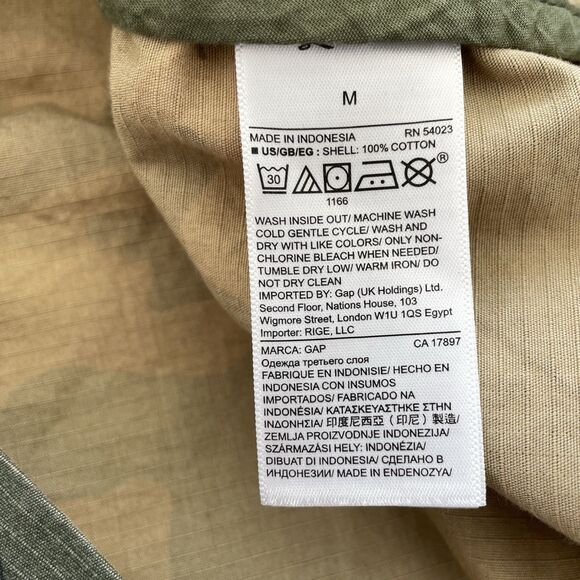 M
MADE IN INDONESIA RN 54023
■ US/GB/EG : SHELL: 100% COTTON
30
®
1166
WASH INSIDE OUT/ MACHINE WASH
COLD GENTLE CYCLE/ WASH AND
DRY WITH LIKE COLORS/ ONLY NON-
CHLORINE BLEACH WHEN NEEDED/
TUMBLE DRY LOW/ WARM IRON/ DO
NOT DRY CLEAN
IMPORTED BY: Gap (UK Holdings) Ltd.
Second Floor, Nations House, 103
Wigmore Street, London W1U 1QS Egypt
Importer: RIGE, LLC
MARCA: GAP CA 17897
Одежда третьего слоя
FABRIQUE EN INDONISIE/ HECHO EN
INDONESIA CON INSUMOS
IMPORTADOS/ FABRICADO NA
INDONÉSIA/ ΚΑΤΑΣΚΕΥΑΣΤΗΚΕ ΣΤΗΝ
ΙΝΔΟΝΗΣΙΑ/ 印度尼西亞（印尼）製造/
ZEMLJA PROIZVODNJE INDONEZIJA/
SZÁRMAZÁSI HELY: INDONÉZIA/
DIBUAT DI INDONESIA/ СДЕЛАНО В
ИНДОНЕЗИИ/ MADE IN ENDENOZYA/